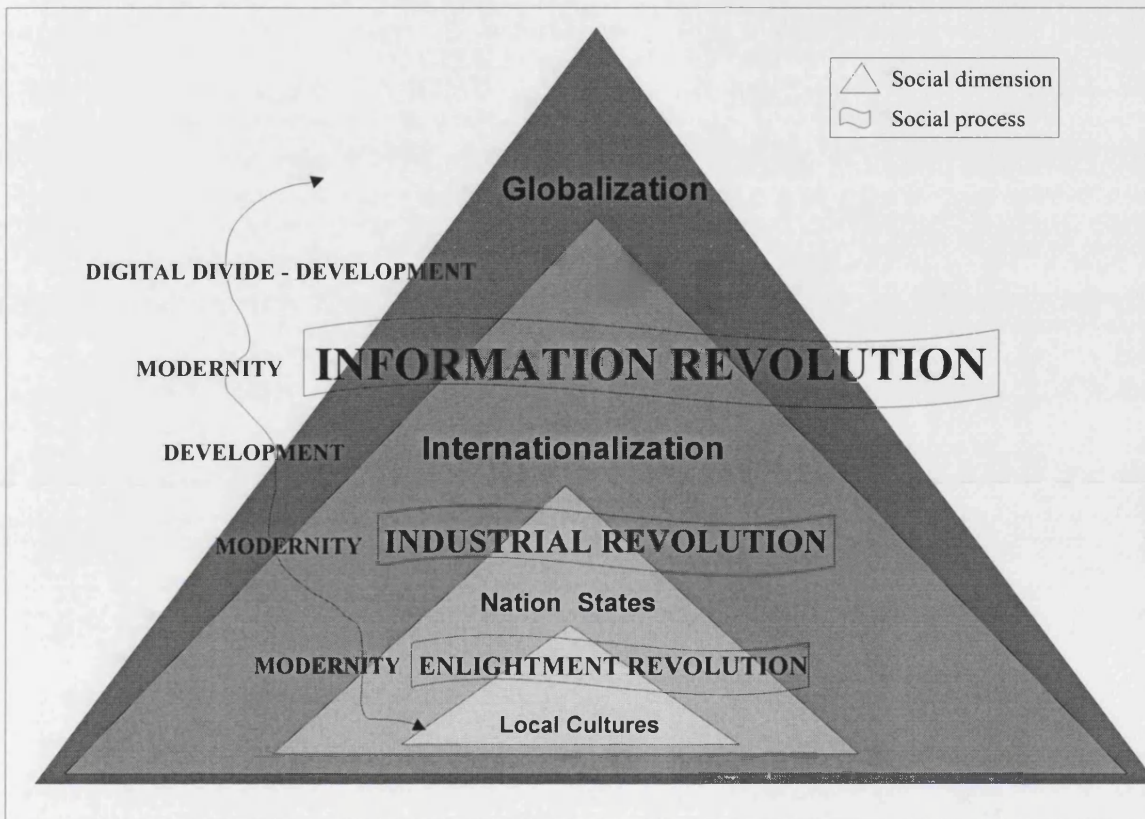 Social dimension
Social process
Globalization
DIGITAL DIVIDE - DEVELOPMENT
MODERNITY INFORMATION REVOLUTION
DEVELOPMENT Internationalization
MODERNITY INDUSTRIAL REVOLUTION
Nation States
MODERNITY ENLIGHTMENT REVOLUTION
Local Cultures